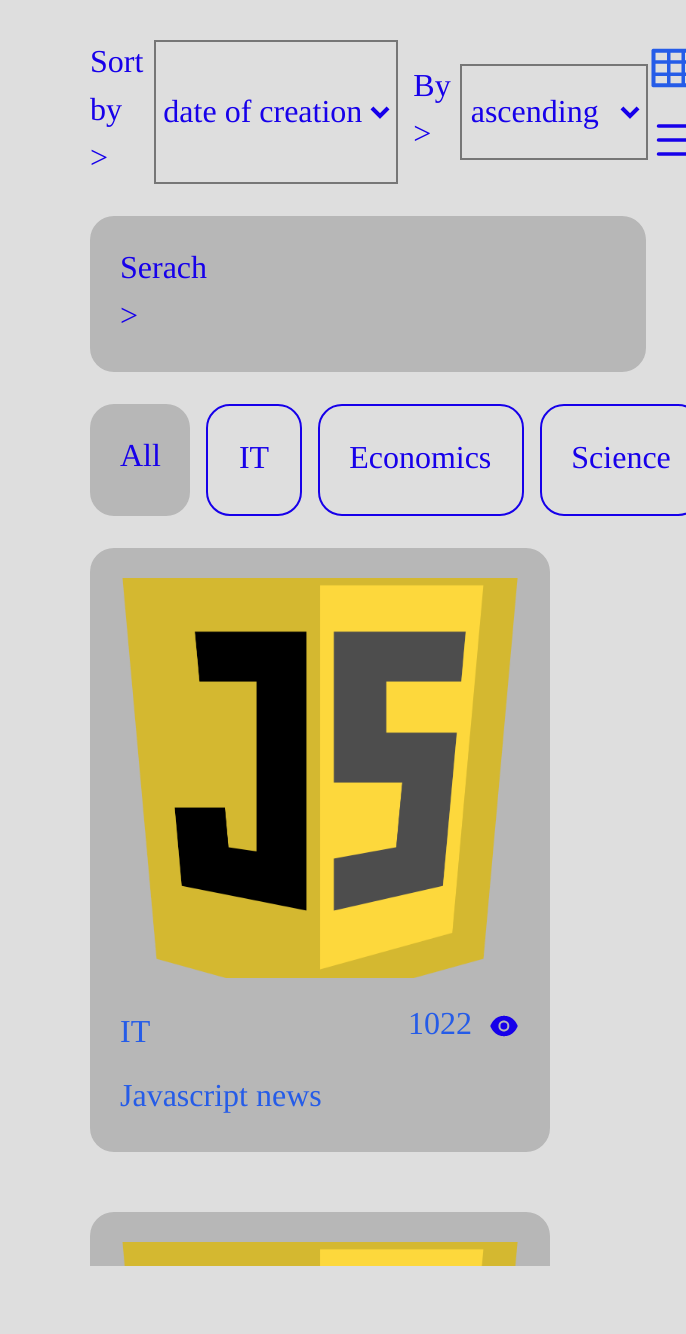 Sort
by
>
date of creation
By
>
ascending
Serach
>
All
IT
Economics
Science
JS
IT
1022
Javascript news